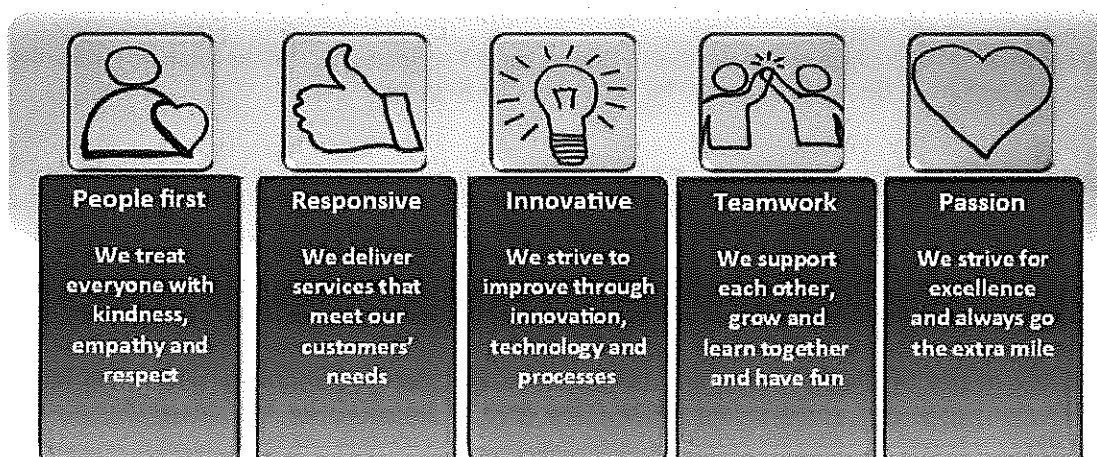 People first
We treat
everyone with
kindness,
empathy and
respect
Responsive
We deliver
services that
meet our
customers'
needs
Innovative
We strive to
improve through
innovation,
technology and
processes
Teamwork
We support
each other,
grow and
learn together
and have fun
Passion
We strive for
excellence
and always go
the extra mile